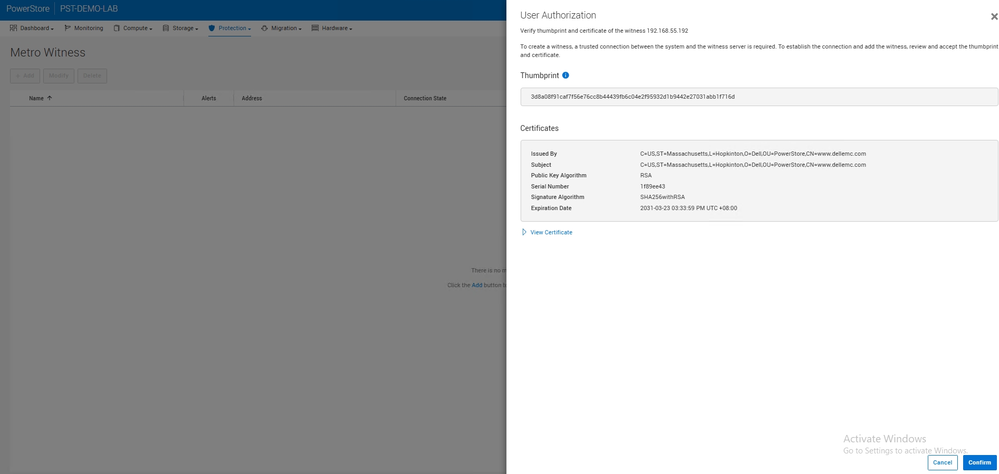 PowerStore PST-DEMO-LAB
Dashboard Monitoring Compute Storage Protection Migration Hardware
Metro Witness
+ Add Modify Delete
Name Alerts Address Connection State
There is no m
Click the Add button to
User Authorization
Verify thumbprint and certificate of the witness 192.168.55.192
To create a witness, a trusted connection between the system and the witness server is required. To establish the connection and add the witness, review and accept the thumbprint
and certificate.
Thumbprint
3d8a08f91caf7f56e76cc8b44439fb6c04e2f95932d1b9442e27031abb1f716d
Certificates
Issued By C=US,ST=Massachusetts,L=Hopkinton,O=Dell,OU=PowerStore,CN=www.dellemc.com
Subject C=US,ST=Massachusetts,L=Hopkinton,O=Dell,OU=PowerStore,CN=www.dellemc.com
Public Key Algorithm RSA
Serial Number 1f89ee43
Signature Algorithm SHA256withRSA
Expiration Date 2031-03-23 03:33:59 PM UTC +08:00
View Certificate
Activate Windows
Go to Settings to activate Windows.
Cancel Confirm